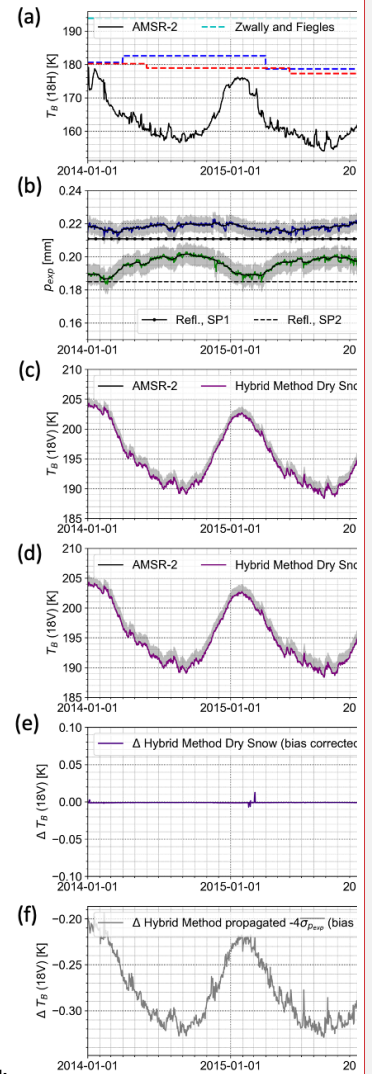 (a)
190
180
170
160
T_B (18H) [K]
AMSR-2
Zwally and Fiegles
2014-01-01
2015-01-01
20
(b)
0.24
0.22
0.20
0.18
0.16
p_exp [mm]
Refl., SP1
Refl., SP2
2014-01-01
2015-01-01
20
(c)
210
205
200
195
190
185
T_B (18V) [K]
AMSR-2
Hybrid Method Dry Sno
2014-01-01
2015-01-01
20
(d)
210
205
200
195
190
185
T_B (18V) [K]
AMSR-2
Hybrid Method Dry Sno
2014-01-01
2015-01-01
20
(e)
0.10
0.05
0.00
−0.05
−0.10
Δ T_B (18V) [K]
Δ Hybrid Method Dry Snow (bias corrected
2014-01-01
2015-01-01
20
(f)
−0.20
−0.25
−0.30
Δ T_B (18V) [K]
Δ Hybrid Method propagated -4σ_p_exp (bias
2014-01-01
2015-01-01
20